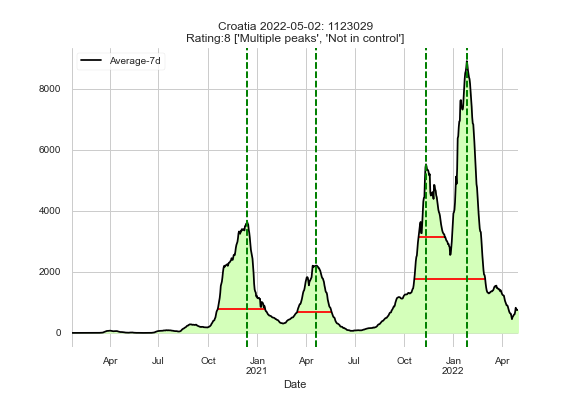 Croatia 2022-05-02: 1123029
Rating:8 ['Multiple peaks', 'Not in control']
Average-7d
8000
6000
4000
2000
0
Apr Jul Oct Jan Apr Jul Oct Jan Apr
2021 2022
Date